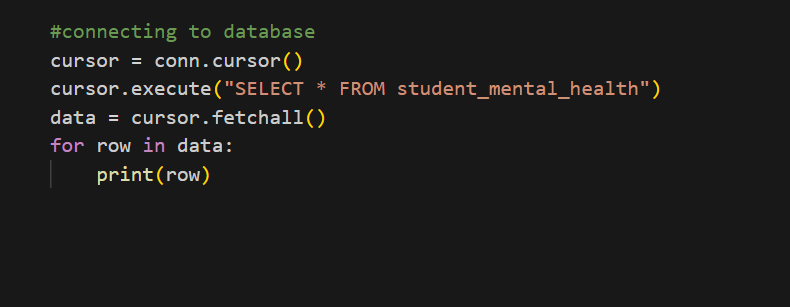 #connecting to database
cursor = conn.cursor()
cursor.execute("SELECT * FROM student_mental_health")
data = cursor.fetchall()
for row in data:
    print(row)